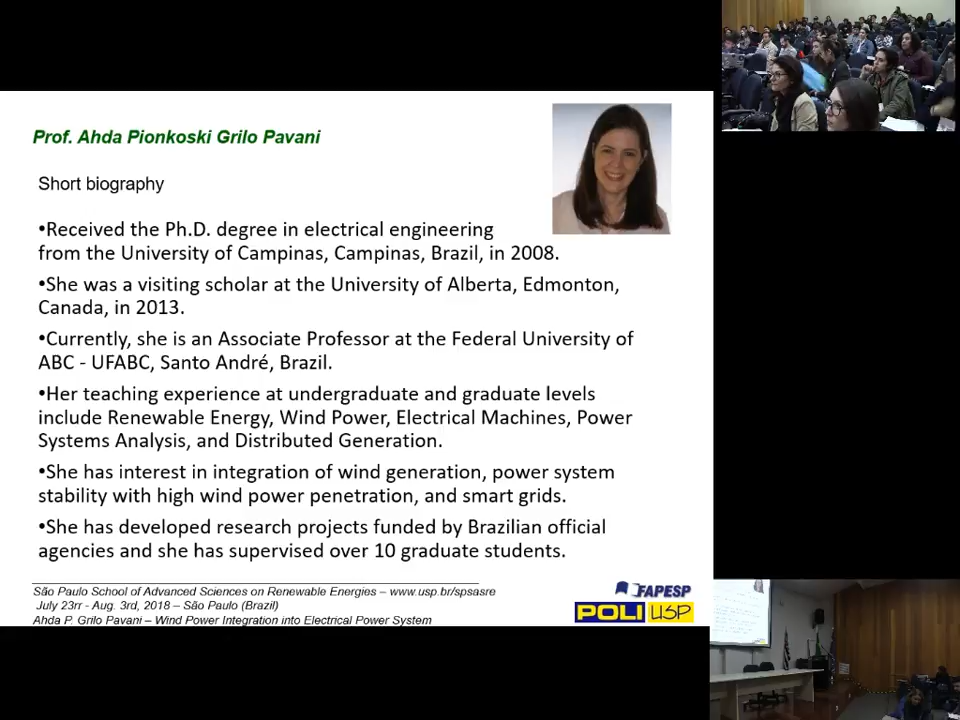 Prof. Ahda Pionkoski Grilo Pavani
Short biography
•Received the Ph.D. degree in electrical engineering
from the University of Campinas, Campinas, Brazil, in 2008.
•She was a visiting scholar at the University of Alberta, Edmonton,
Canada, in 2013.
•Currently, she is an Associate Professor at the Federal University of
ABC - UFABC, Santo André, Brazil.
•Her teaching experience at undergraduate and graduate levels
include Renewable Energy, Wind Power, Electrical Machines, Power
Systems Analysis, and Distributed Generation.
•She has interest in integration of wind generation, power system
stability with high wind power penetration, and smart grids.
•She has developed research projects funded by Brazilian official
agencies and she has supervised over 10 graduate students.
São Paulo School of Advanced Sciences on Renewable Energies – www.usp.br/spsasre
July 23rr - Aug. 3rd, 2018 – São Paulo (Brazil)
Ahda P. Grilo Pavani – Wind Power Integration into Electrical Power System
FAPESP
POLI USP